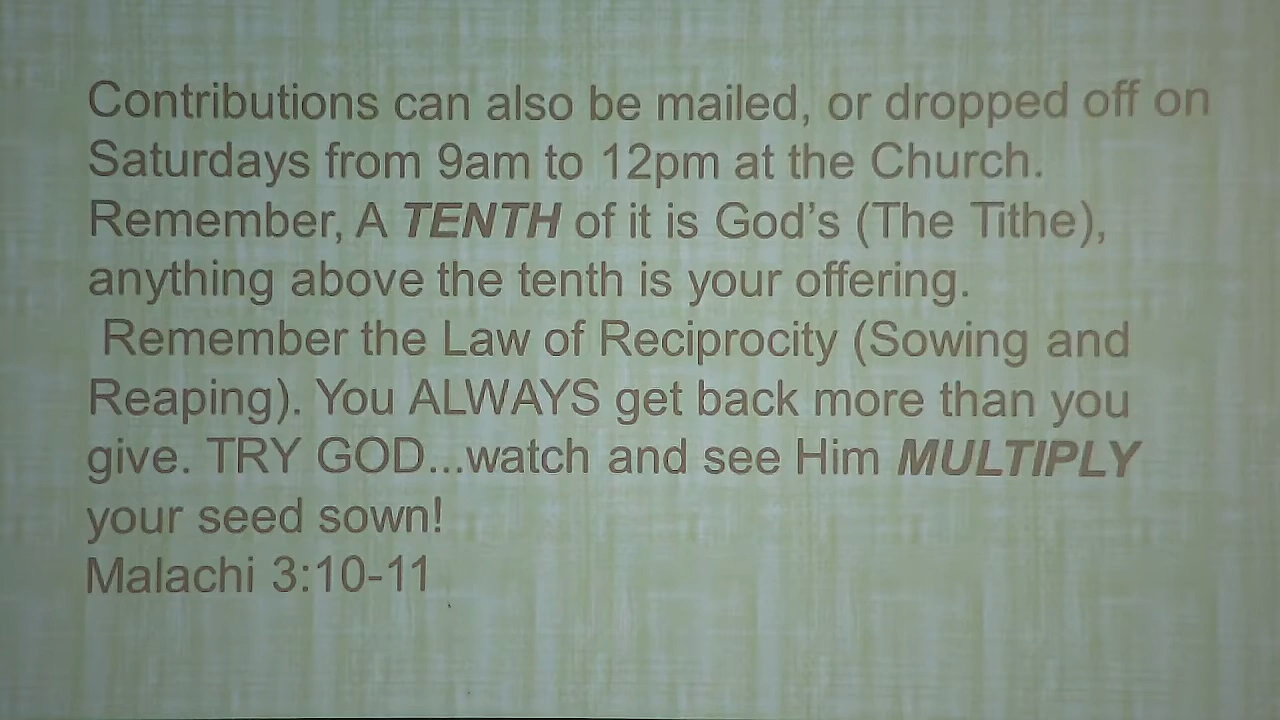 Contributions can also be mailed, or dropped off on
Saturdays from 9am to 12pm at the Church.
Remember, A TENTH of it is God's (The Tithe),
anything above the tenth is your offering.
Remember the Law of Reciprocity (Sowing and
Reaping). You ALWAYS get back more than you
give. TRY GOD...watch and see Him MULTIPLY
your seed sown!
Malachi 3:10-11